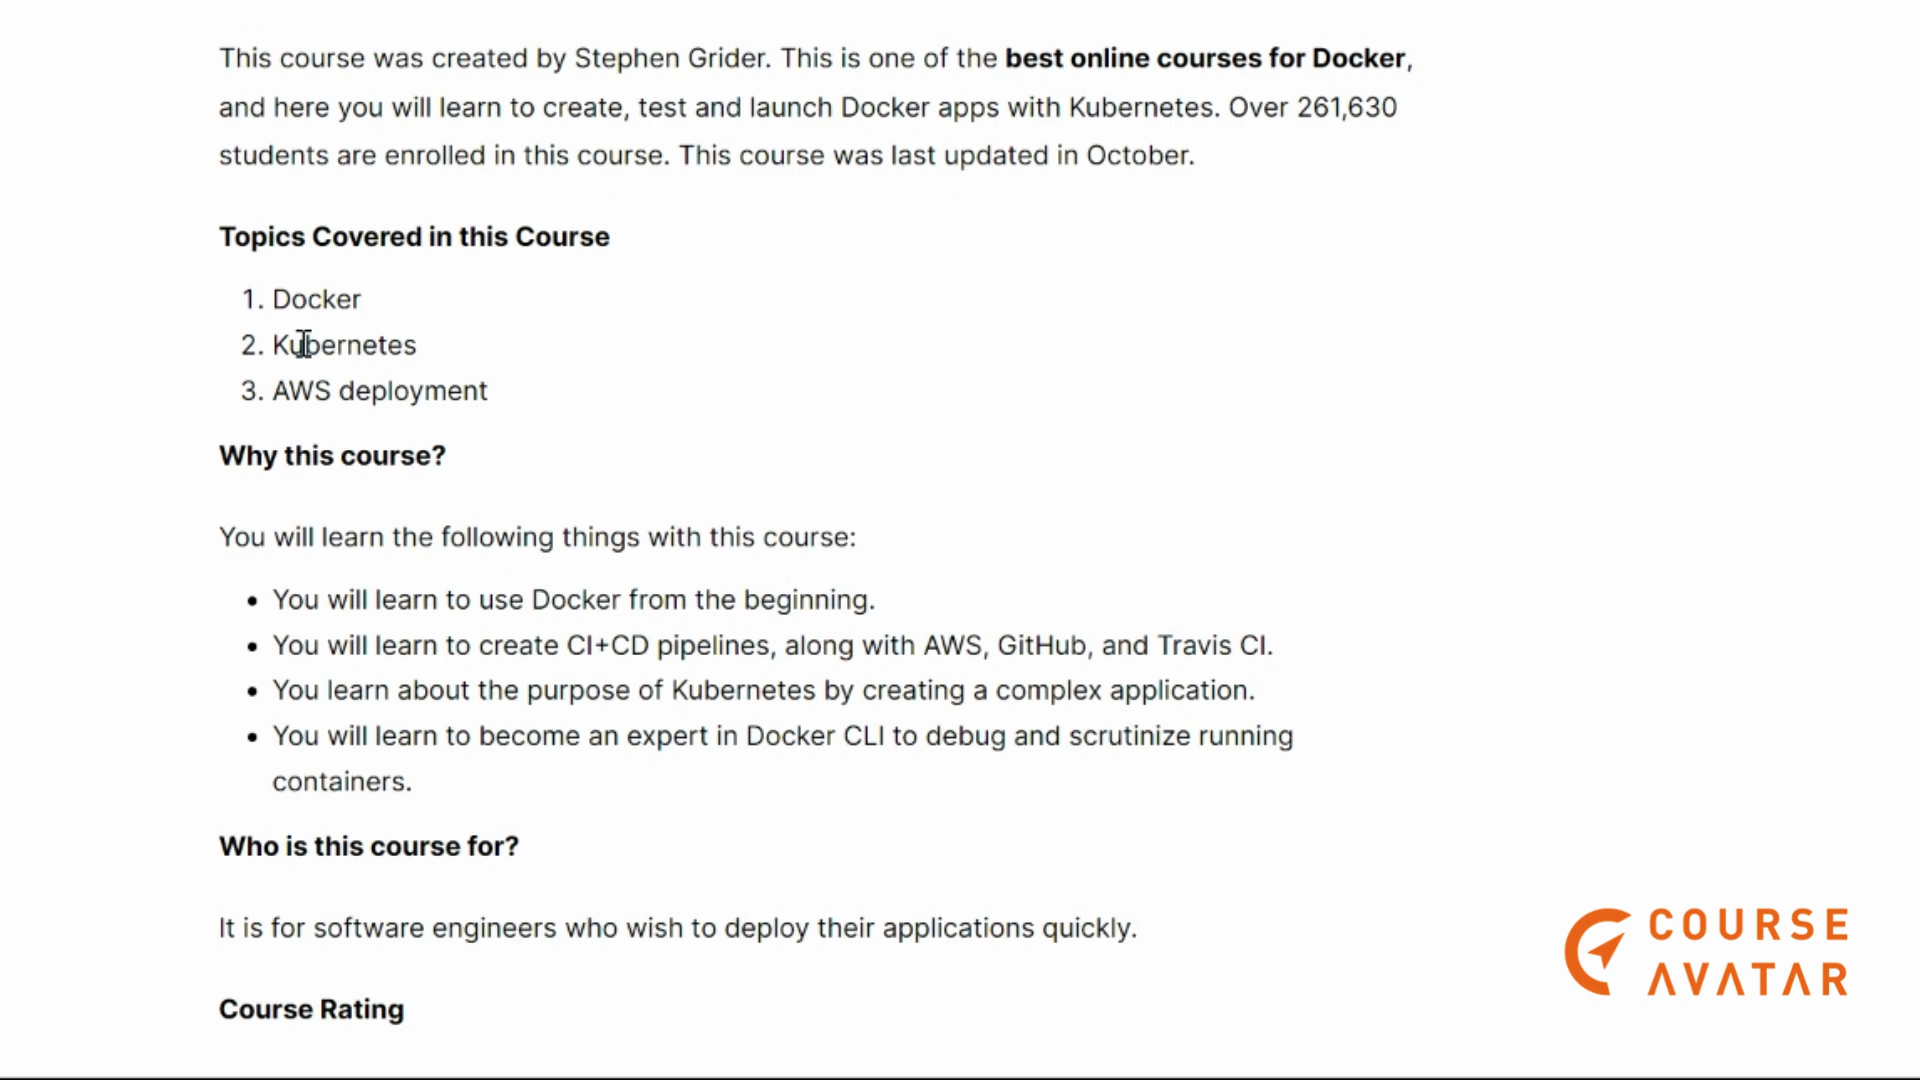 This course was created by Stephen Grider. This is one of the best online courses for Docker,
and here you will learn to create, test and launch Docker apps with Kubernetes. Over 261,630
students are enrolled in this course. This course was last updated in October.
Topics Covered in this Course
1. Docker
2. Kubernetes
3. AWS deployment
Why this course?
You will learn the following things with this course:
• You will learn to use Docker from the beginning.
• You will learn to create CI+CD pipelines, along with AWS, GitHub, and Travis CI.
• You learn about the purpose of Kubernetes by creating a complex application.
• You will learn to become an expert in Docker CLI to debug and scrutinize running
containers.
Who is this course for?
It is for software engineers who wish to deploy their applications quickly.
COURSE
AVATAR
Course Rating